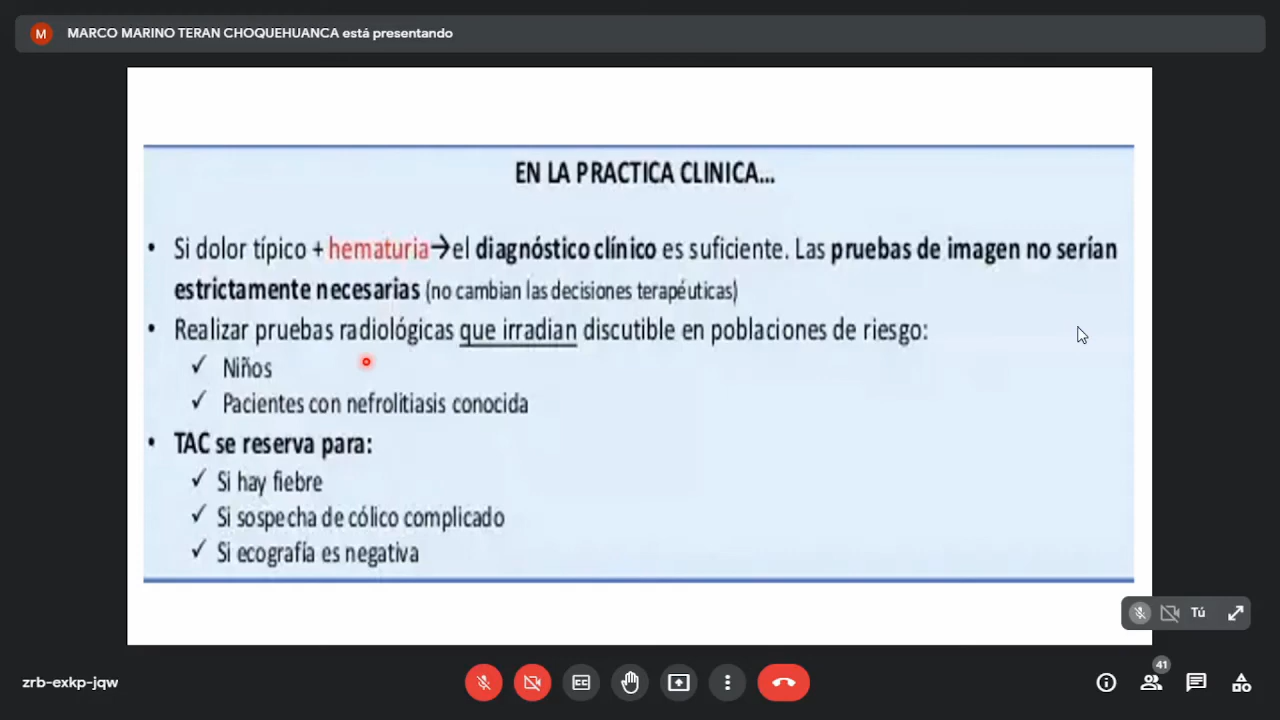 M MARCO MARINO TERAN CHOQUEHUANCA está presentando
EN LA PRACTICA CLINICA...
• Si dolor típico + hematuria→el diagnóstico clínico es suficiente. Las pruebas de imagen no serían
estrictamente necesarias (no cambian las decisiones terapéuticas)
• Realizar pruebas radiológicas que irradian discutible en poblaciones de riesgo:
✓ Niños
✓ Pacientes con nefrolitiasis conocida
• TAC se reserva para:
✓ Si hay fiebre
✓ Si sospecha de cólico complicado
✓ Si ecografía es negativa
Tú
zrb-exkp-jqw
CC
41